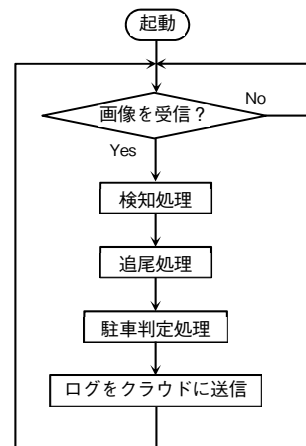 起動
画像を受信？
No
Yes
検知処理
追尾処理
駐車判定処理
ログをクラウドに送信